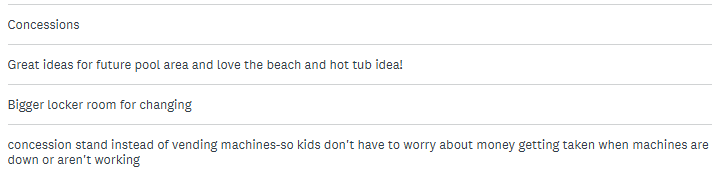 Concessions
Great ideas for future pool area and love the beach and hot tub idea!
Bigger locker room for changing
concession stand instead of vending machines-so kids don't have to worry about money getting taken when machines are
down or aren't working